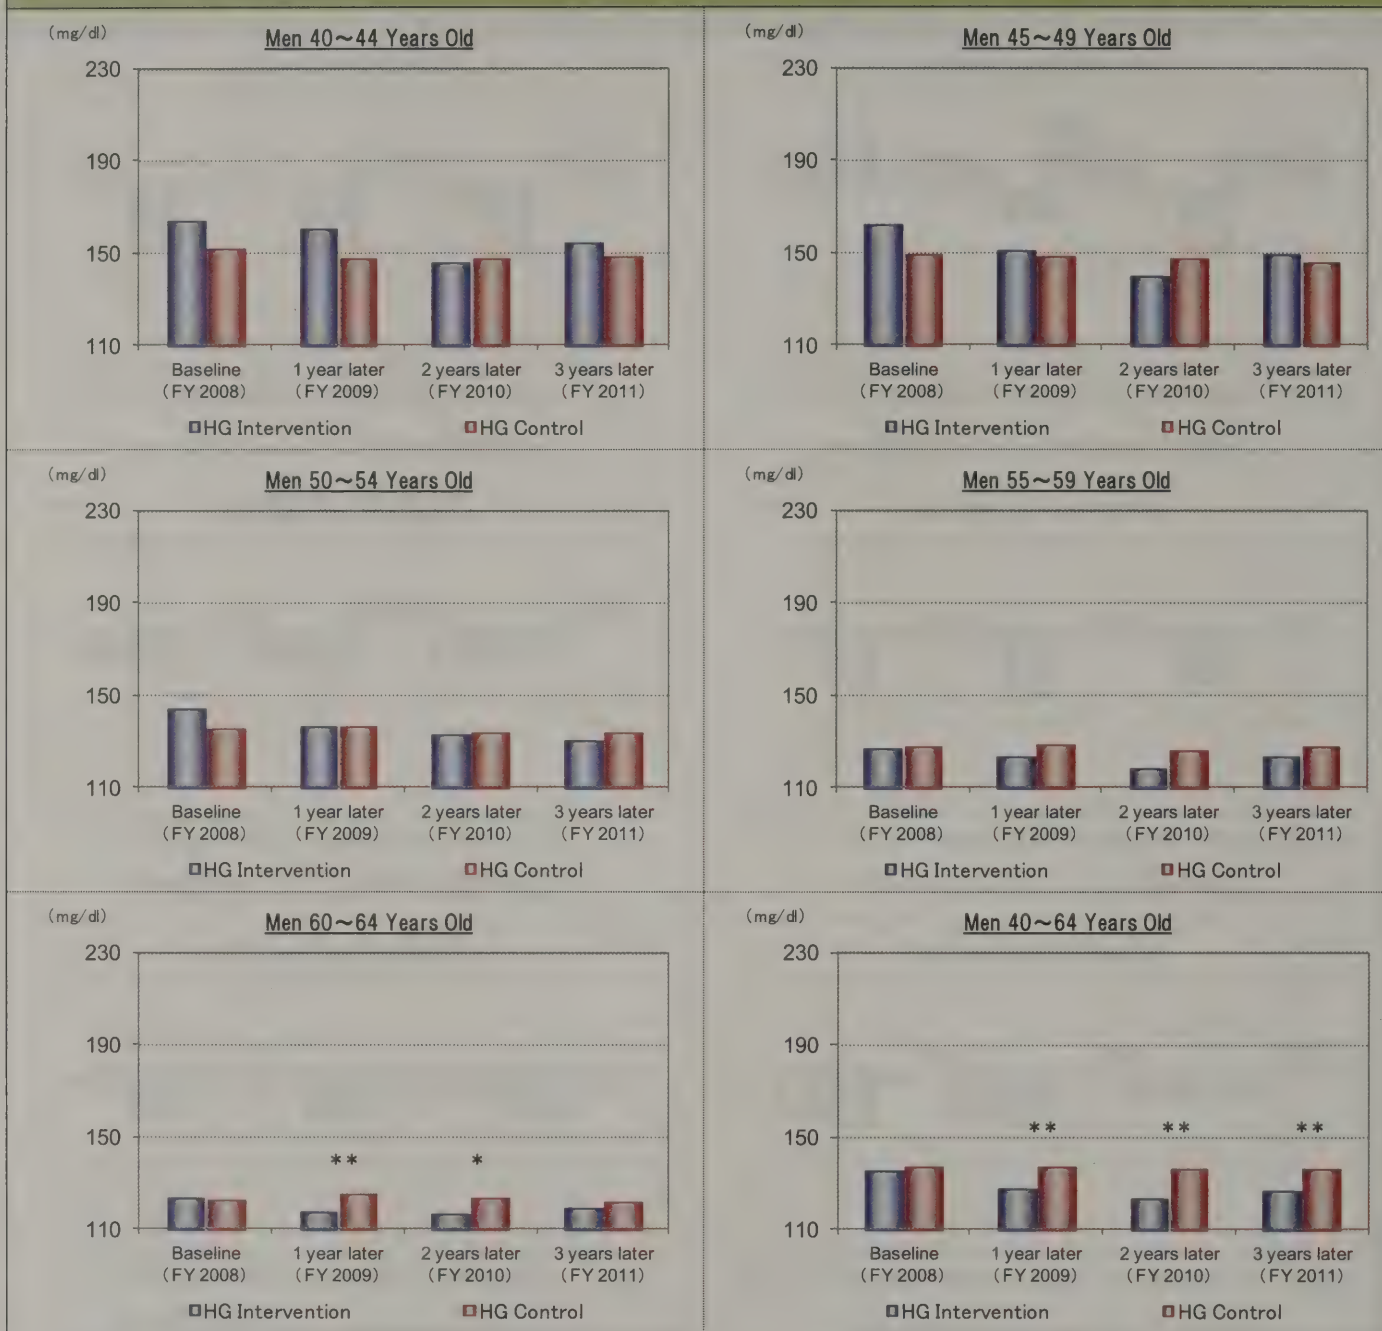 (mg/dl)
Men 40～44 Years Old
230
190
150
110
Baseline
(FY 2008)
1 year later
(FY 2009)
2 years later
(FY 2010)
3 years later
(FY 2011)
HG Intervention
HG Control
(mg/dl)
Men 45～49 Years Old
230
190
150
110
Baseline
(FY 2008)
1 year later
(FY 2009)
2 years later
(FY 2010)
3 years later
(FY 2011)
HG Intervention
HG Control
(mg/dl)
Men 50～54 Years Old
230
190
150
110
Baseline
(FY 2008)
1 year later
(FY 2009)
2 years later
(FY 2010)
3 years later
(FY 2011)
HG Intervention
HG Control
(mg/dl)
Men 55～59 Years Old
230
190
150
110
Baseline
(FY 2008)
1 year later
(FY 2009)
2 years later
(FY 2010)
3 years later
(FY 2011)
HG Intervention
HG Control
(mg/dl)
Men 60～64 Years Old
230
190
150
110
**
*
Baseline
(FY 2008)
1 year later
(FY 2009)
2 years later
(FY 2010)
3 years later
(FY 2011)
HG Intervention
HG Control
(mg/dl)
Men 40～64 Years Old
230
190
150
110
**
**
**
Baseline
(FY 2008)
1 year later
(FY 2009)
2 years later
(FY 2010)
3 years later
(FY 2011)
HG Intervention
HG Control